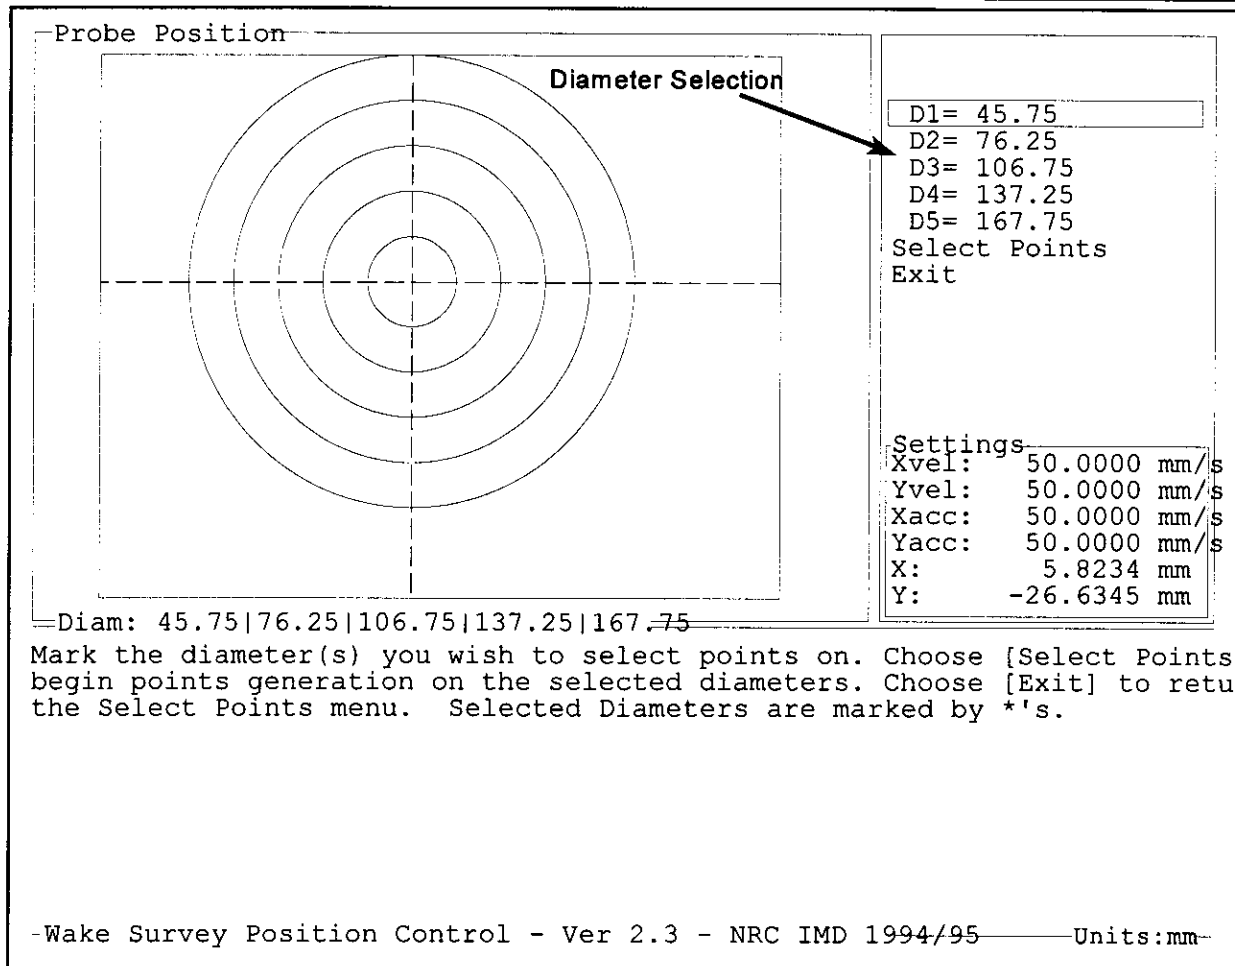 Probe Position
Diameter Selection
D1= 45.75
D2= 76.25
D3= 106.75
D4= 137.25
D5= 167.75
Select Points
Exit
Settings
Xvel: 50.0000 mm/s
Yvel: 50.0000 mm/s
Xacc: 50.0000 mm/s
Yacc: 50.0000 mm/s
X: 5.8234 mm
Y: -26.6345 mm
Diam: 45.75|76.25|106.75|137.25|167.75
Mark the diameter(s) you wish to select points on. Choose [Select Points
begin points generation on the selected diameters. Choose [Exit] to retu
the Select Points menu. Selected Diameters are marked by *'s.
Wake Survey Position Control - Ver 2.3 - NRC IMD 1994/95 Units:mm